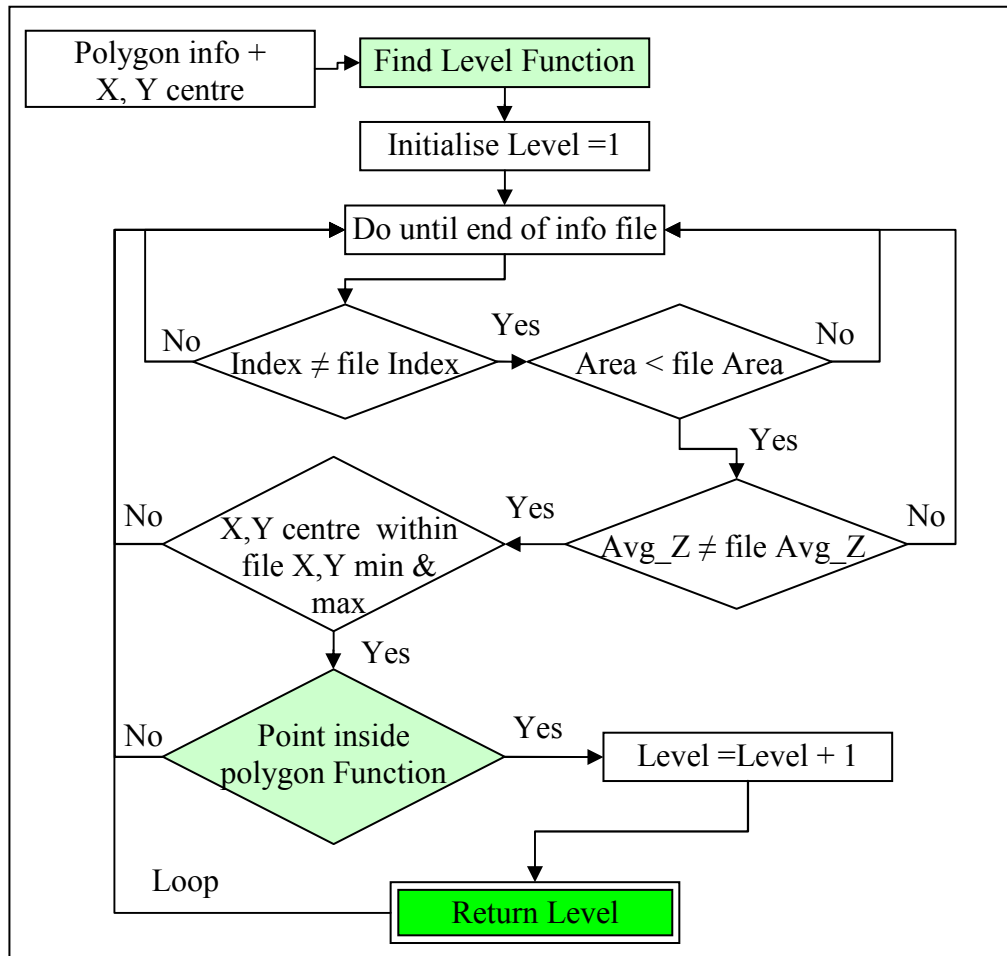 Polygon info +
X, Y centre
Find Level Function
Initialise Level =1
Do until end of info file
No
Index ≠ file Index
Yes
Area < file Area
No
Yes
No
X,Y centre within
file X,Y min &
max
Yes
Avg_Z ≠ file Avg_Z
No
Yes
No
Point inside
polygon Function
Yes
Level =Level + 1
Loop
Return Level